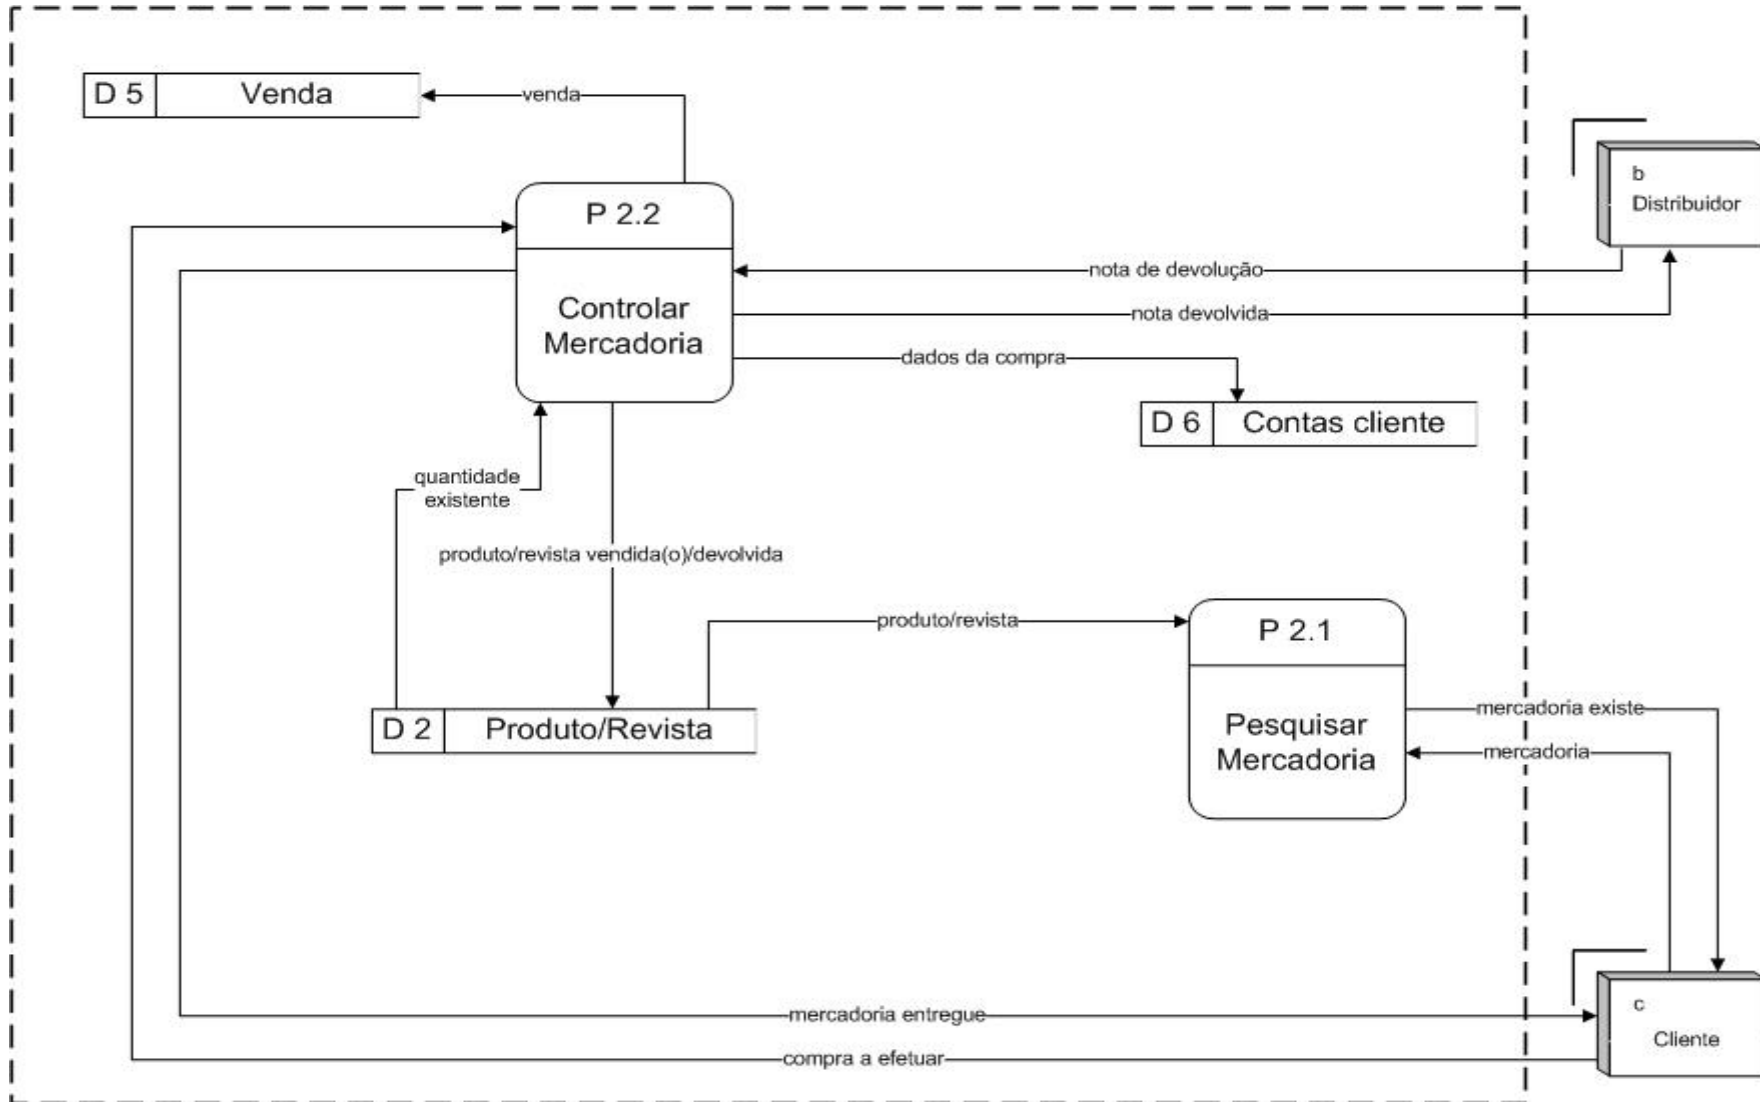 D 5 Venda
venda
P 2.2
Controlar
Mercadoria
b
Distribuidor
nota de devolução
nota devolvida
dados da compra
D 6 Contas cliente
quantidade
existente
produto/revista vendida(o)/devolvida
produto/revista
P 2.1
Pesquisar
Mercadoria
D 2 Produto/Revista
mercadoria existe
mercadoria
mercadoria entregue
c
Cliente
compra a efetuar